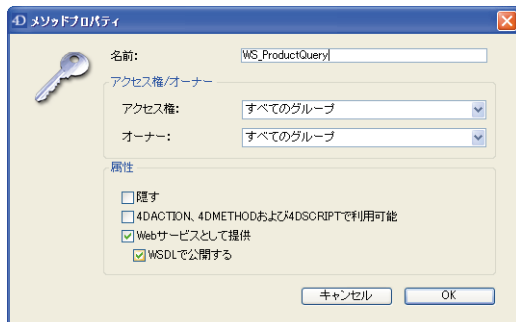 4D メソッドプロパティ
名前: WS_ProductQuery
アクセス権/オーナー
アクセス権: すべてのグループ
オーナー: すべてのグループ
属性
隠す
4DACTION、4DMETHODおよび4DSCRIPTで利用可能
Webサービスとして提供
WSDLで公開する
キャンセル OK